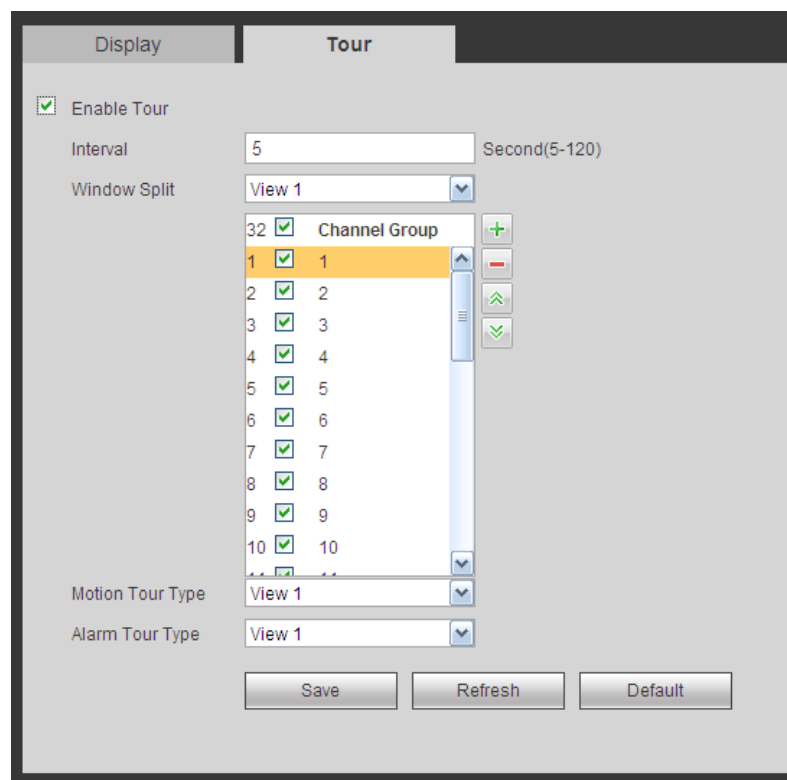 Display Tour
Enable Tour
Interval 5 Second(5-120)
Window Split View 1
32 Channel Group
1 1
2 2
3 3
4 4
5 5
6 6
7 7
8 8
9 9
10 10
Motion Tour Type View 1
Alarm Tour Type View 1
Save Refresh Default